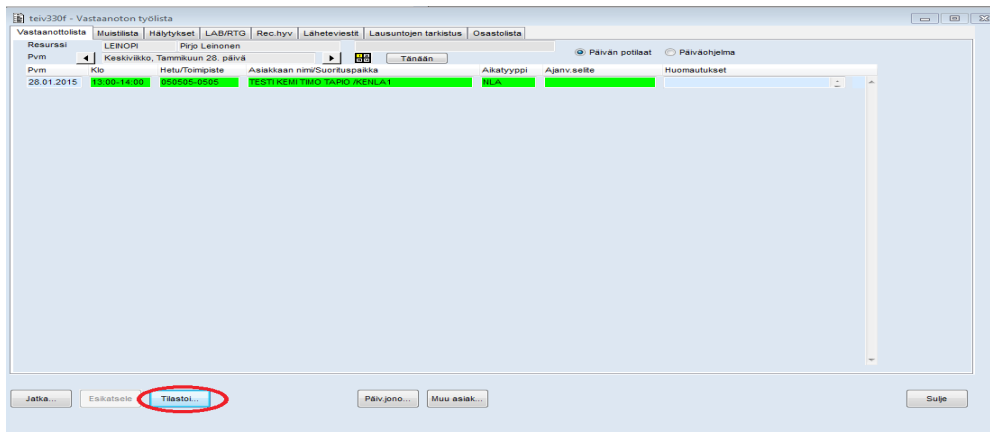 teiv330f - Vastaanoton työlista
Vastaanottolista Muistilista Hälytykset LAB/RTG Rec.hyv Läheteviestit Lausuntojen tarkistus Osastolista
Resurssi LEINOPI Pirjo Leinonen
Pvm Keskiviikko, Tammikuun 28. päivä Tänään Päivän potilaat Päiväohjelma
Pvm Klo Hetu/Toimipiste Asiakkaan nimi/Suorituspaikka Aikatyyppi Ajanv.selite Huomautukset
28.01.2015 13:00-14:00 050505-0505 TESTI KEMI TIMO TAPIO /KENLA1 NLA
Jatka... Esikatsele Tilastoi... Päiv.jono... Muu asiak... Sulje